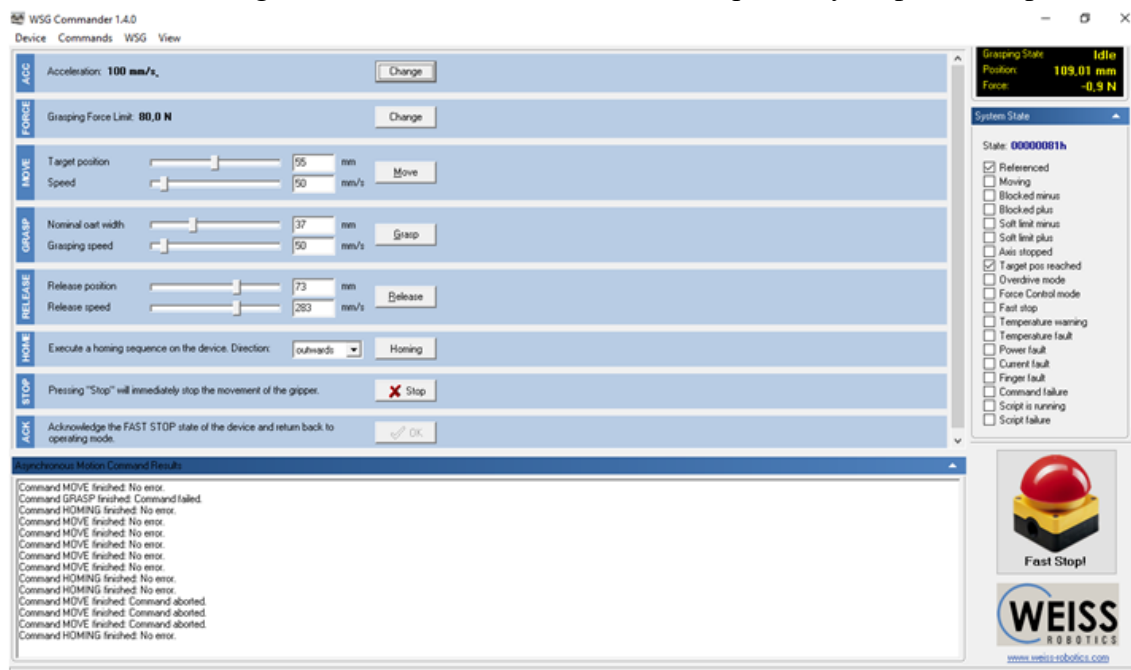 WSG Commander 1.4.0
Device Commands WSG View
ACC
Acceleration: 100 mm/s,
Change
FORCE
Grasping Force Limit: 80,0 N
Change
MOVE
Target position 55 mm
Speed 50 mm/s
Move
GRASP
Nominal oart width 37 mm
Grasping speed 50 mm/s
Grasp
RELEASE
Release position 73 mm
Release speed 283 mm/s
Release
HOME
Execute a homing sequence on the device. Direction: outwards
Homing
STOP
Pressing "Stop" will immediately stop the movement of the gripper.
Stop
ACK
Acknowledge the FAST STOP state of the device and return back to
operating mode.
OK
Asynchronous Motion Command Results
Command MOVE finished: No error.
Command GRASP finished: Command failed.
Command HOMING finished: No error.
Command MOVE finished: No error.
Command MOVE finished: No error.
Command MOVE finished: No error.
Command MOVE finished: No error.
Command MOVE finished: No error.
Command HOMING finished: No error.
Command HOMING finished: No error.
Command MOVE finished: Command aborted.
Command MOVE finished: Command aborted.
Command MOVE finished: Command aborted.
Command HOMING finished: No error.
Grasping State Idle
Position: 109,01 mm
Force: -0,9 N
System State
State: 00000081h
Referenced
Moving
Blocked minus
Blocked plus
Soft limit minus
Soft limit plus
Axis stopped
Target pos reached
Overdrive mode
Force Control mode
Fast stop
Temperature warning
Temperature fault
Power fault
Current fault
Finger fault
Command failure
Script is running
Script failure
Fast Stop!
WEISS
ROBOTICS
www.weiss-robotics.com